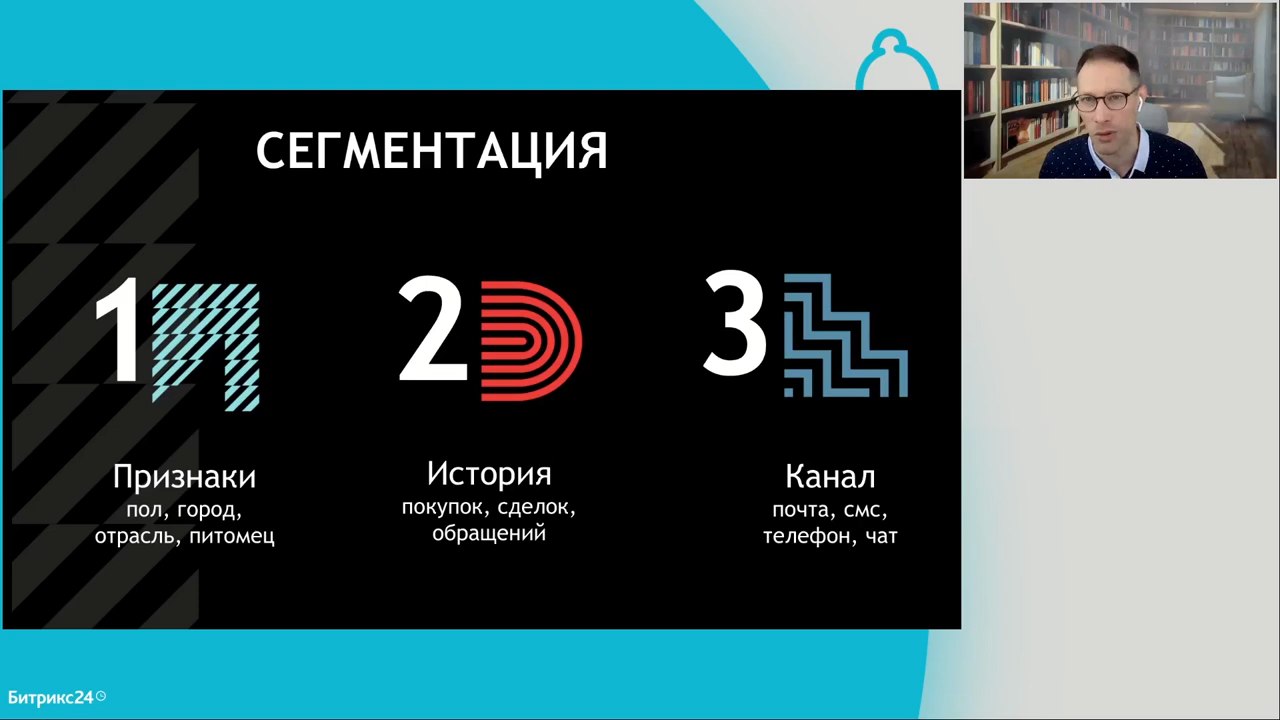 СЕГМЕНТАЦИЯ
1
2
3
Признаки
пол, город,
отрасль, питомец
История
покупок, сделок,
обращений
Канал
почта, смс,
телефон, чат
Битрикс24